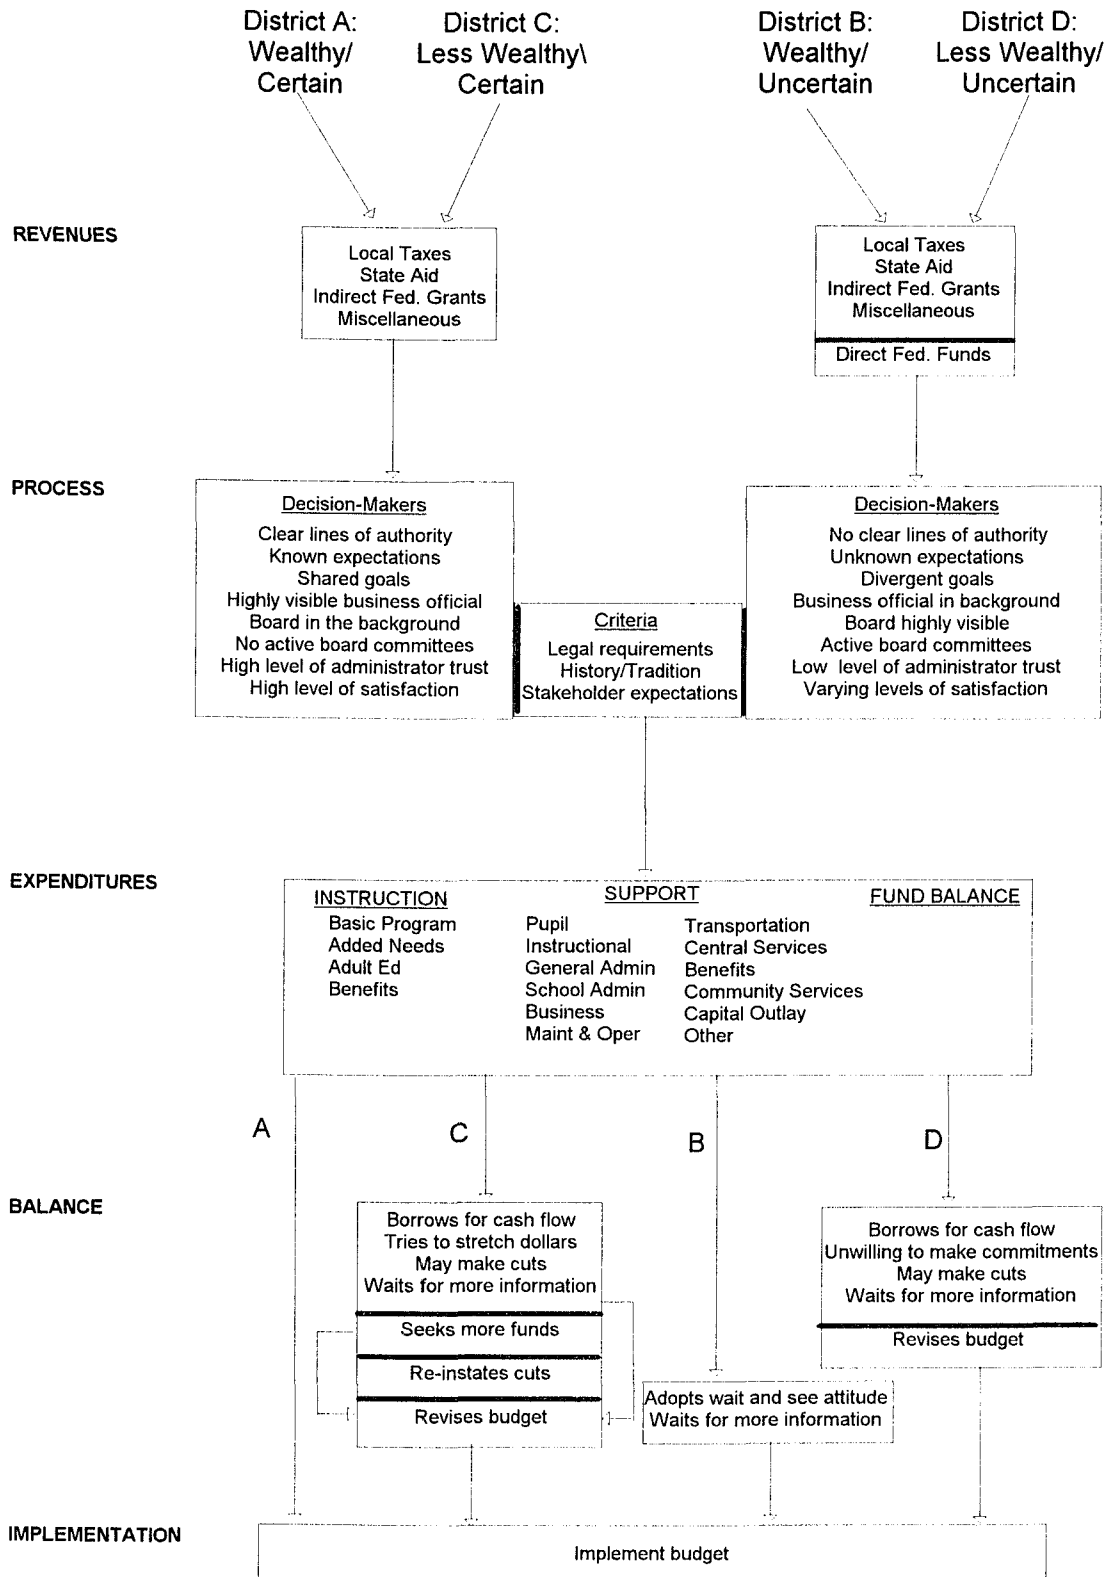 District A:
Wealthy/
Certain
District C:
Less Wealthy\
Certain
District B:
Wealthy/
Uncertain
District D:
Less Wealthy/
Uncertain
REVENUES
Local Taxes
State Aid
Indirect Fed. Grants
Miscellaneous
Local Taxes
State Aid
Indirect Fed. Grants
Miscellaneous
Direct Fed. Funds
PROCESS
Decision-Makers
Clear lines of authority
Known expectations
Shared goals
Highly visible business official
Board in the background
No active board committees
High level of administrator trust
High level of satisfaction
Criteria
Legal requirements
History/Tradition
Stakeholder expectations
Decision-Makers
No clear lines of authority
Unknown expectations
Divergent goals
Business official in background
Board highly visible
Active board committees
Low level of administrator trust
Varying levels of satisfaction
EXPENDITURES
INSTRUCTION
Basic Program
Added Needs
Adult Ed
Benefits
SUPPORT
Pupil
Instructional
General Admin
School Admin
Business
Maint & Oper
Transportation
Central Services
Benefits
Community Services
Capital Outlay
Other
FUND BALANCE
A
C
B
D
BALANCE
Borrows for cash flow
Tries to stretch dollars
May make cuts
Waits for more information
Seeks more funds
Re-instates cuts
Revises budget
Adopts wait and see attitude
Waits for more information
Borrows for cash flow
Unwilling to make commitments
May make cuts
Waits for more information
Revises budget
IMPLEMENTATION
Implement budget